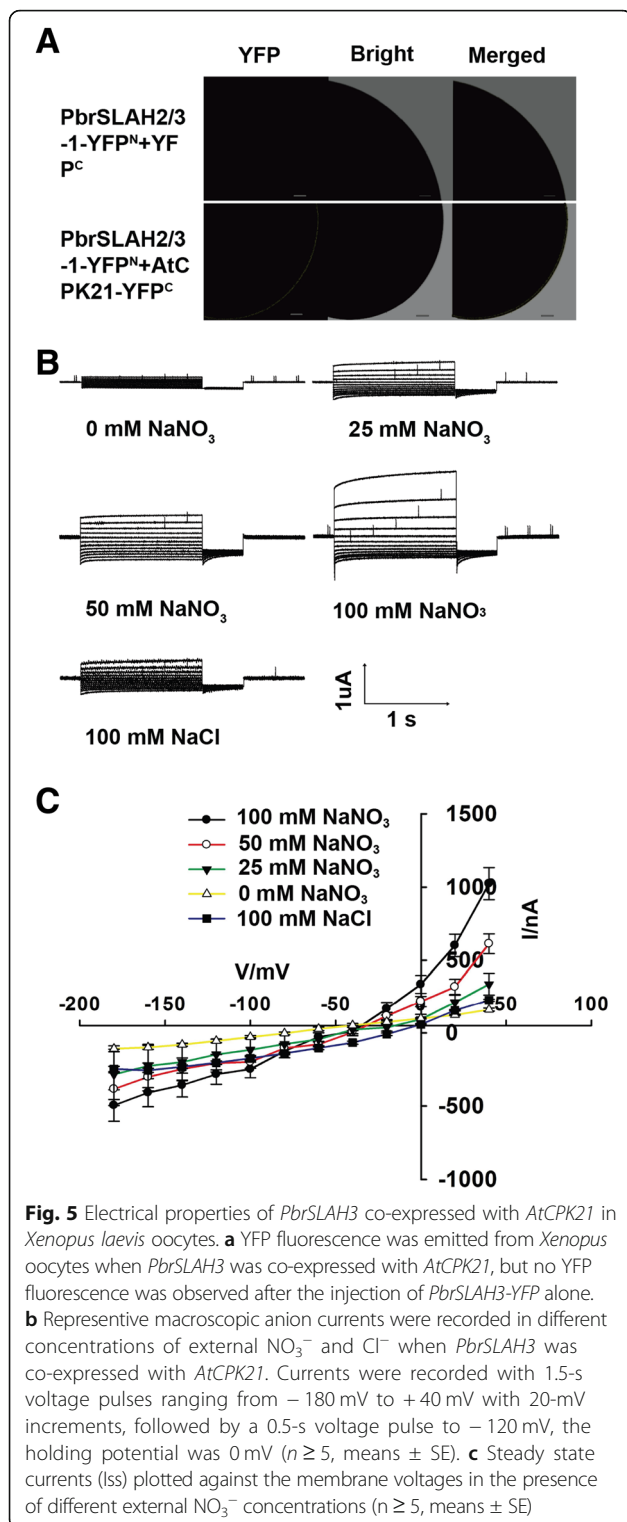 A
YFP Bright Merged
PbrSLAH2/3
-1-YFPᴺ+YF
Pᶜ
PbrSLAH2/3
-1-YFPᴺ+AtC
PK21-YFPᶜ
B
0 mM NaNO₃ 25 mM NaNO₃
50 mM NaNO₃ 100 mM NaNO₃
100 mM NaCl
1uA
1 s
C
100 mM NaNO₃
50 mM NaNO₃
25 mM NaNO₃
0 mM NaNO₃
100 mM NaCl
1500
1000
I/nA
500
V/mV
-200 -150 -100 -50 0 50 100
-500
-1000
Fig. 5 Electrical properties of PbrSLAH3 co-expressed with AtCPK21 in
Xenopus laevis oocytes. a YFP fluorescence was emitted from Xenopus
oocytes when PbrSLAH3 was co-expressed with AtCPK21, but no YFP
fluorescence was observed after the injection of PbrSLAH3-YFP alone.
b Representive macroscopic anion currents were recorded in different
concentrations of external NO₃⁻ and Cl⁻ when PbrSLAH3 was
co-expressed with AtCPK21. Currents were recorded with 1.5-s
voltage pulses ranging from − 180 mV to + 40 mV with 20-mV
increments, followed by a 0.5-s voltage pulse to − 120 mV, the
holding potential was 0 mV (n ≥ 5, means ± SE). c Steady state
currents (Iss) plotted against the membrane voltages in the presence
of different external NO₃⁻ concentrations (n ≥ 5, means ± SE)